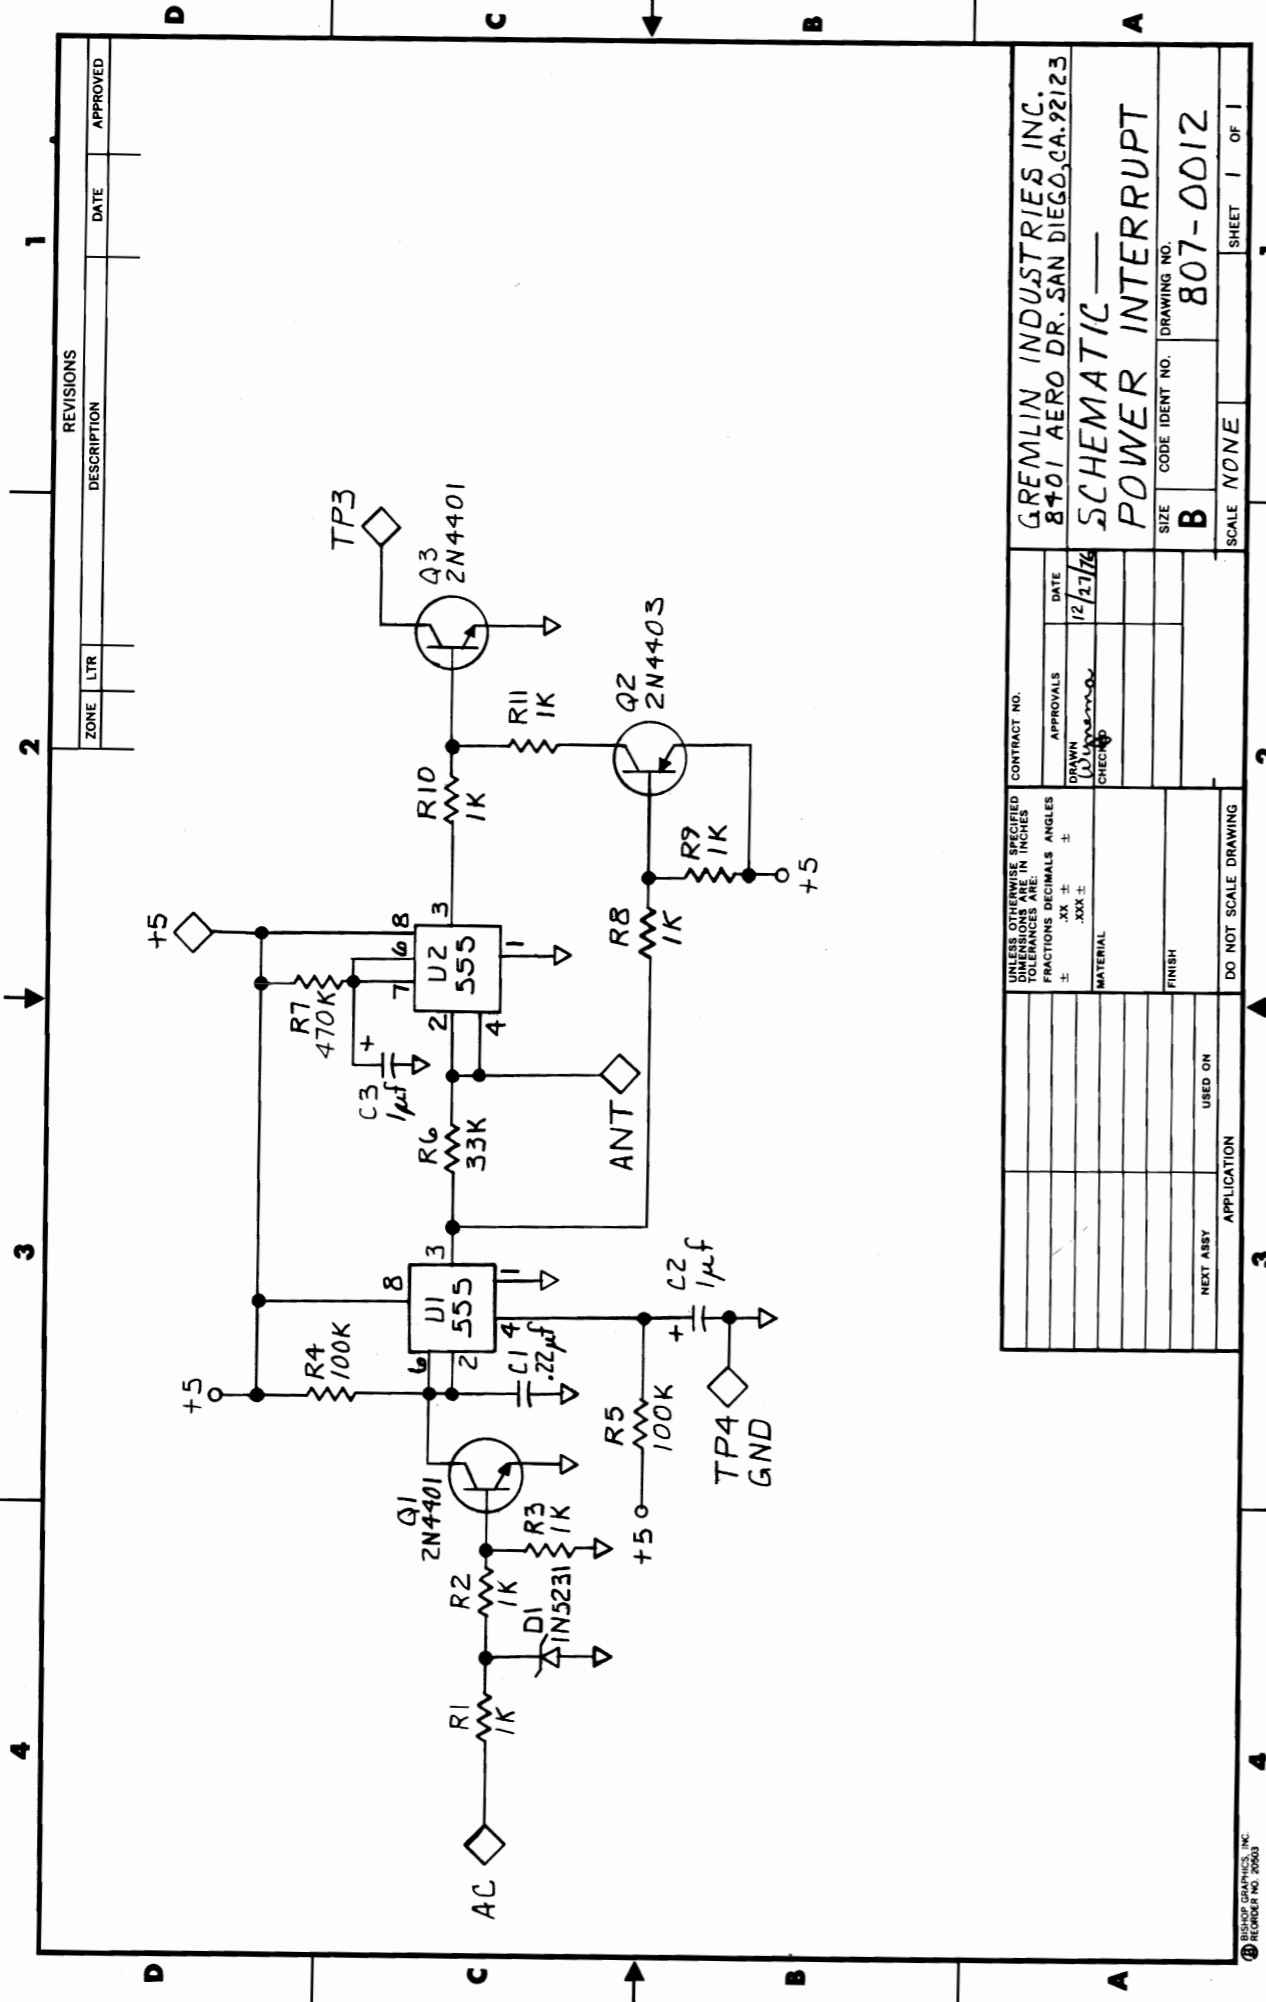 4
3
2
1
D
C
B
A
REVISIONS
ZONE LTR DESCRIPTION DATE APPROVED
+5
+5
TP3
Q3
2N4401
R7
470K
C3
1µf
+
7
6
8
U2
555
3
2
4
1
R10
1K
R11
1K
Q2
2N4403
R4
100K
8
U1
555
3
6
2
4
1
R6
33K
ANT
R8
1K
R9
1K
+5
Q1
2N4401
C1
.22µf
AC
R1
1K
R2
1K
R3
1K
D1
1N5231
+5
R5
100K
+
C2
1µf
TP4
GND
UNLESS OTHERWISE SPECIFIED
DIMENSIONS ARE IN INCHES
TOLERANCES ARE:
FRACTIONS DECIMALS ANGLES
± .XX ± ±
.XXX ±
MATERIAL
FINISH
DO NOT SCALE DRAWING
NEXT ASSY USED ON
APPLICATION
CONTRACT NO.
APPROVALS DATE
DRAWN
12/27/76
CHECKED
GREMLIN INDUSTRIES INC.
8401 AERO DR. SAN DIEGO, CA. 92123
SCHEMATIC—
POWER INTERRUPT
SIZE CODE IDENT NO. DRAWING NO.
B 807-0012
SCALE NONE SHEET 1 OF 1
D
C
B
A
4
3
2
BISHOP GRAPHICS, INC.
REORDER NO. 20503